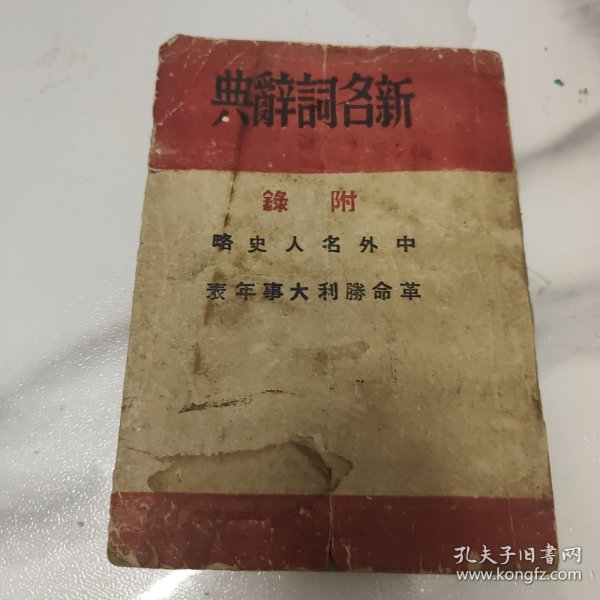 新名詞辭典
附錄
中外名人史略
革命勝利大事年表
孔夫子旧书网
www.kongfz.com